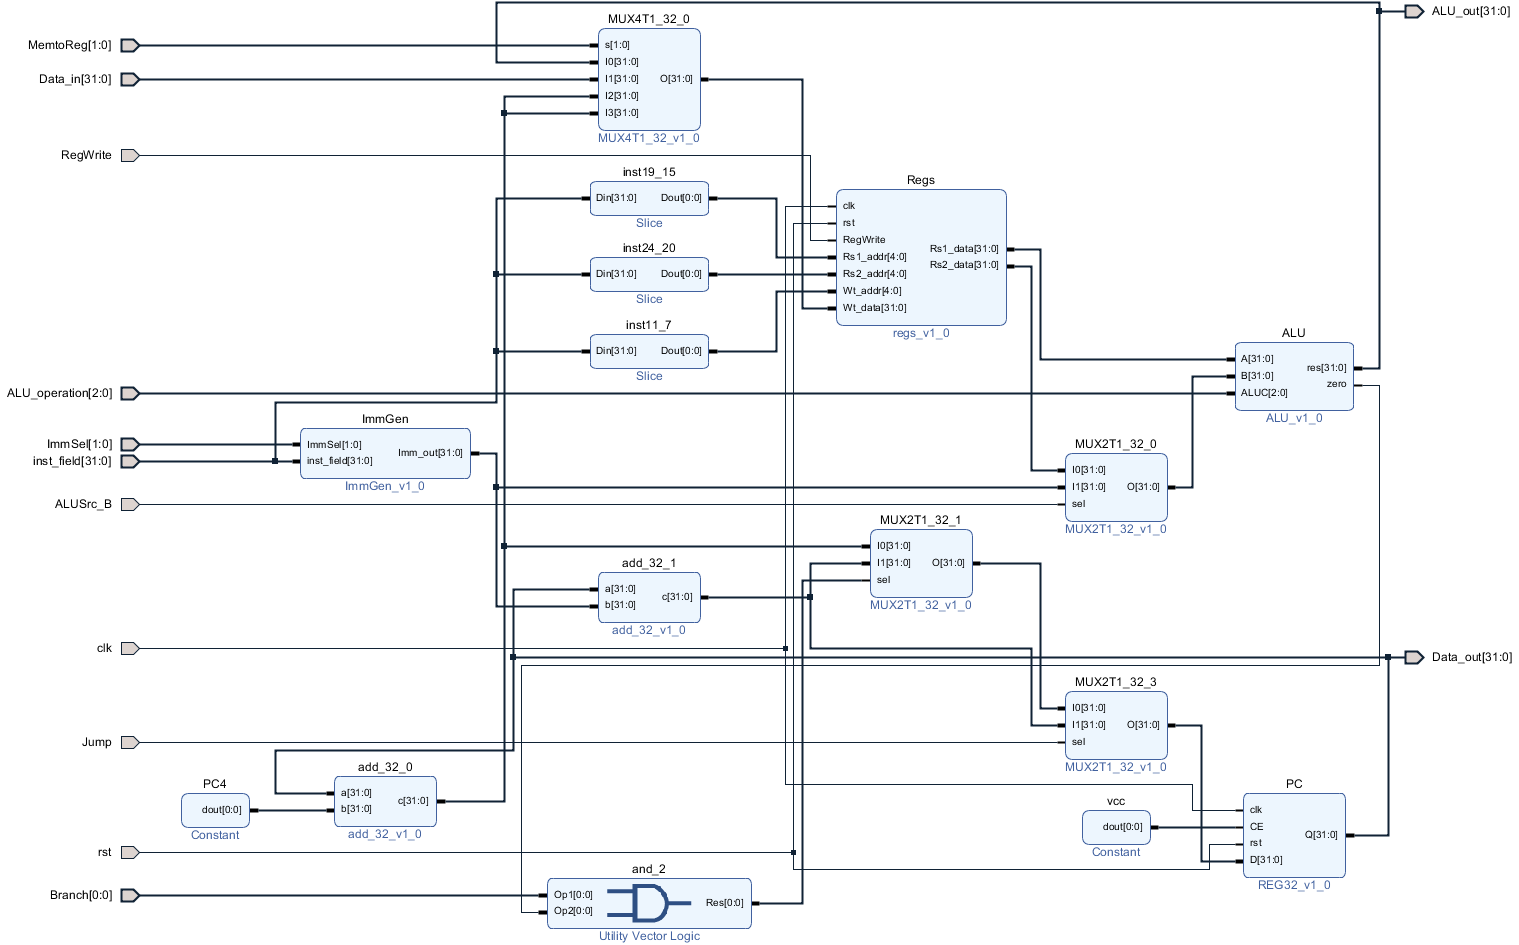 ALU_out[31:0]
MUX4T1_32_0
MemtoReg[1:0]
s[1:0]
I0[31:0]
Data_in[31:0]
I1[31:0]
O[31:0]
I2[31:0]
I3[31:0]
MUX4T1_32_v1_0
RegWrite
inst19_15
Din[31:0]
Dout[0:0]
Slice
inst24_20
Din[31:0]
Dout[0:0]
Slice
inst11_7
Din[31:0]
Dout[0:0]
Slice
Regs
clk
rst
RegWrite
Rs1_addr[4:0]
Rs2_addr[4:0]
Wt_addr[4:0]
Wt_data[31:0]
Rs1_data[31:0]
Rs2_data[31:0]
regs_v1_0
ALU
A[31:0]
B[31:0]
ALUC[2:0]
res[31:0]
zero
ALU_v1_0
ALU_operation[2:0]
ImmGen
ImmSel[1:0]
inst_field[31:0]
ImmSel[1:0]
inst_field[31:0]
Imm_out[31:0]
ImmGen_v1_0
MUX2T1_32_0
I0[31:0]
I1[31:0]
sel
O[31:0]
MUX2T1_32_v1_0
ALUSrc_B
MUX2T1_32_1
I0[31:0]
I1[31:0]
sel
O[31:0]
MUX2T1_32_v1_0
add_32_1
a[31:0]
b[31:0]
c[31:0]
add_32_v1_0
clk
Data_out[31:0]
MUX2T1_32_3
I0[31:0]
I1[31:0]
sel
O[31:0]
MUX2T1_32_v1_0
Jump
PC4
dout[0:0]
Constant
add_32_0
a[31:0]
b[31:0]
c[31:0]
add_32_v1_0
vcc
dout[0:0]
Constant
PC
clk
CE
rst
D[31:0]
Q[31:0]
REG32_v1_0
rst
Branch[0:0]
and_2
Op1[0:0]
Op2[0:0]
Res[0:0]
Utility Vector Logic